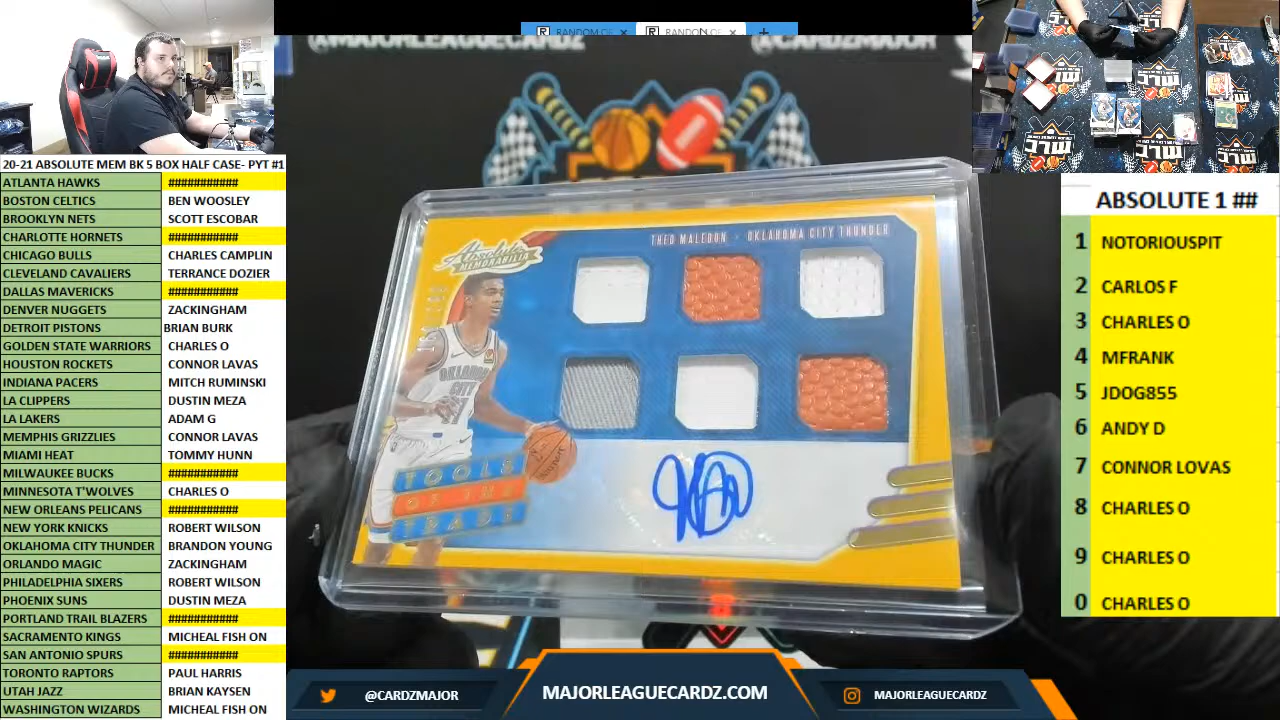 RANDOM.OR
RANDOM.OR
@MAJORLEAGUECARDZ
@CARDZMAJOR
20-21 ABSOLUTE MEM BK 5 BOX HALF CASE- PYT #1
ATLANTA HAWKS ###########
BOSTON CELTICS BEN WOOSLEY
BROOKLYN NETS SCOTT ESCOBAR
CHARLOTTE HORNETS ###########
CHICAGO BULLS CHARLES CAMPLIN
CLEVELAND CAVALIERS TERRANCE DOZIER
DALLAS MAVERICKS ###########
DENVER NUGGETS ZACKINGHAM
DETROIT PISTONS BRIAN BURK
GOLDEN STATE WARRIORS CHARLES O
HOUSTON ROCKETS CONNOR LAVAS
INDIANA PACERS MITCH RUMINSKI
LA CLIPPERS DUSTIN MEZA
LA LAKERS ADAM G
MEMPHIS GRIZZLIES CONNOR LAVAS
MIAMI HEAT TOMMY HUNN
MILWAUKEE BUCKS ###########
MINNESOTA T'WOLVES CHARLES O
NEW ORLEANS PELICANS ###########
NEW YORK KNICKS ROBERT WILSON
OKLAHOMA CITY THUNDER BRANDON YOUNG
ORLANDO MAGIC ZACKINGHAM
PHILADELPHIA SIXERS ROBERT WILSON
PHOENIX SUNS DUSTIN MEZA
PORTLAND TRAIL BLAZERS ###########
SACRAMENTO KINGS MICHEAL FISH ON
SAN ANTONIO SPURS ###########
TORONTO RAPTORS PAUL HARRIS
UTAH JAZZ BRIAN KAYSEN
WASHINGTON WIZARDS MICHEAL FISH ON
Absolute
MEMORABILIA
THEO MALEDON - OKLAHOMA CITY THUNDER
OKLAHOMA
CITY
TOOLS
OF THE
TRADE
ABSOLUTE 1 ##
1 NOTORIOUSPIT
2 CARLOS F
3 CHARLES O
4 MFRANK
5 JDOG855
6 ANDY D
7 CONNOR LOVAS
8 CHARLES O
9 CHARLES O
0 CHARLES O
@CARDZMAJOR
MAJORLEAGUECARDZ.COM
MAJORLEAGUECARDZ